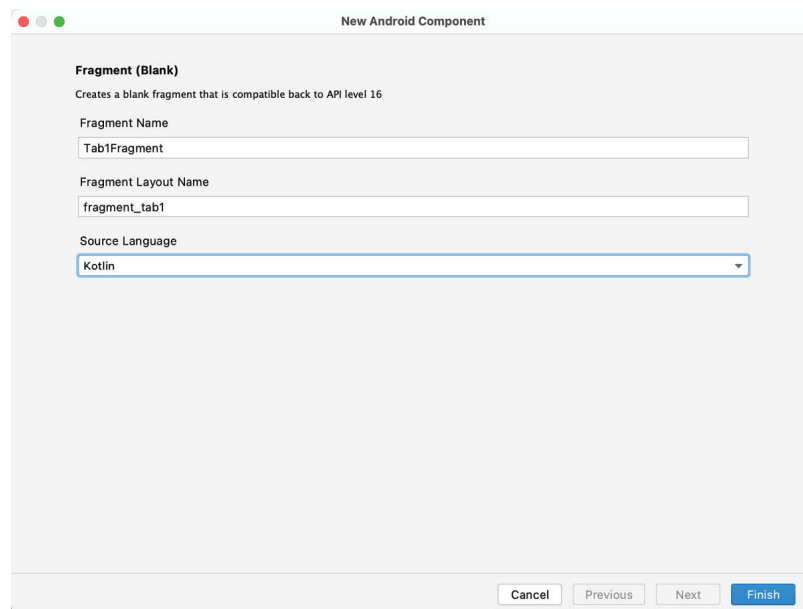 New Android Component
Fragment (Blank)
Creates a blank fragment that is compatible back to API level 16
Fragment Name
Tab1Fragment
Fragment Layout Name
fragment_tab1
Source Language
Kotlin
Cancel Previous Next Finish